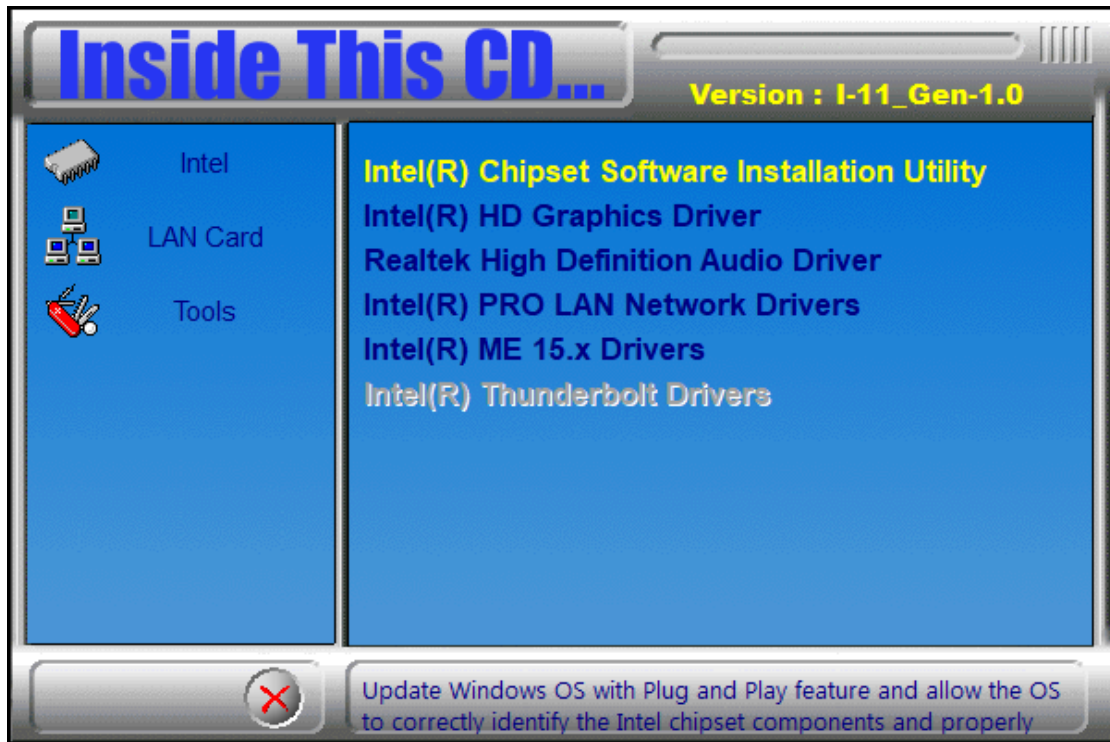 Inside This CD...
Version : I-11_Gen-1.0
Intel
LAN Card
Tools
Intel(R) Chipset Software Installation Utility
Intel(R) HD Graphics Driver
Realtek High Definition Audio Driver
Intel(R) PRO LAN Network Drivers
Intel(R) ME 15.x Drivers
Intel(R) Thunderbolt Drivers
Update Windows OS with Plug and Play feature and allow the OS
to correctly identify the Intel chipset components and properly